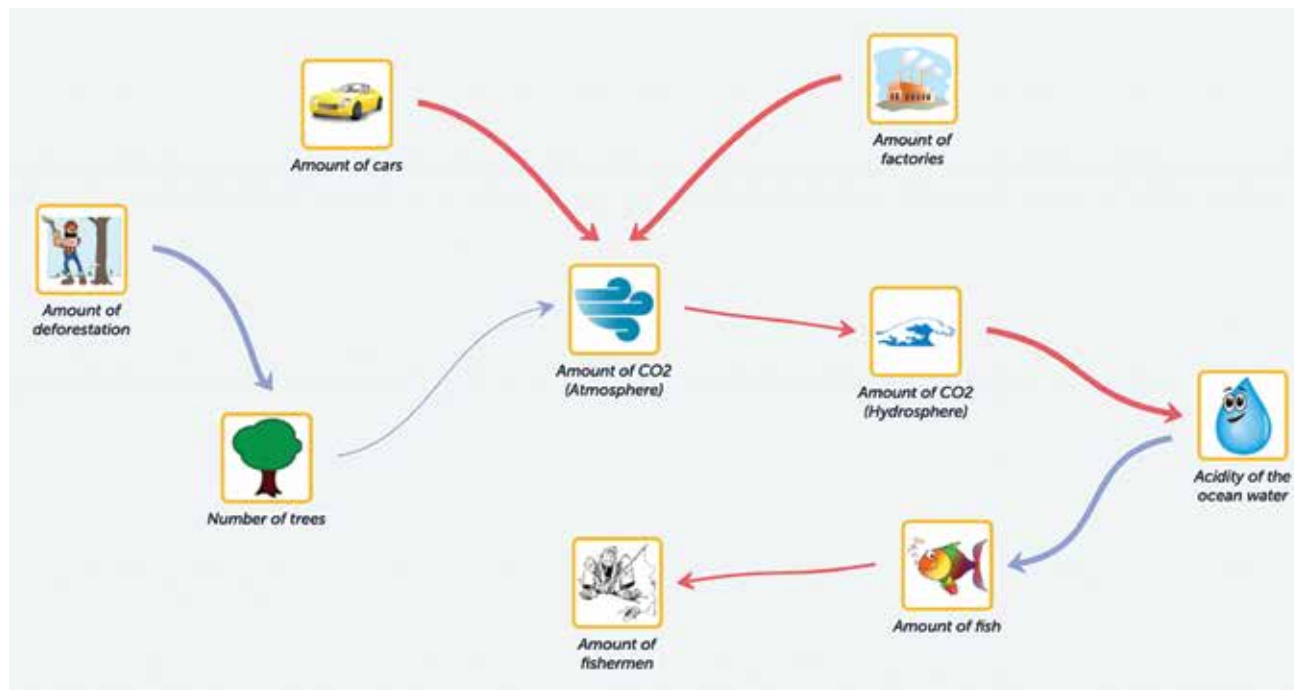 Amount of cars
Amount of
factories
Amount of
deforestation
Amount of CO2
(Atmosphere)
Amount of CO2
(Hydrosphere)
Acidity of the
ocean water
Number of trees
Amount of fish
Amount of
fishermen